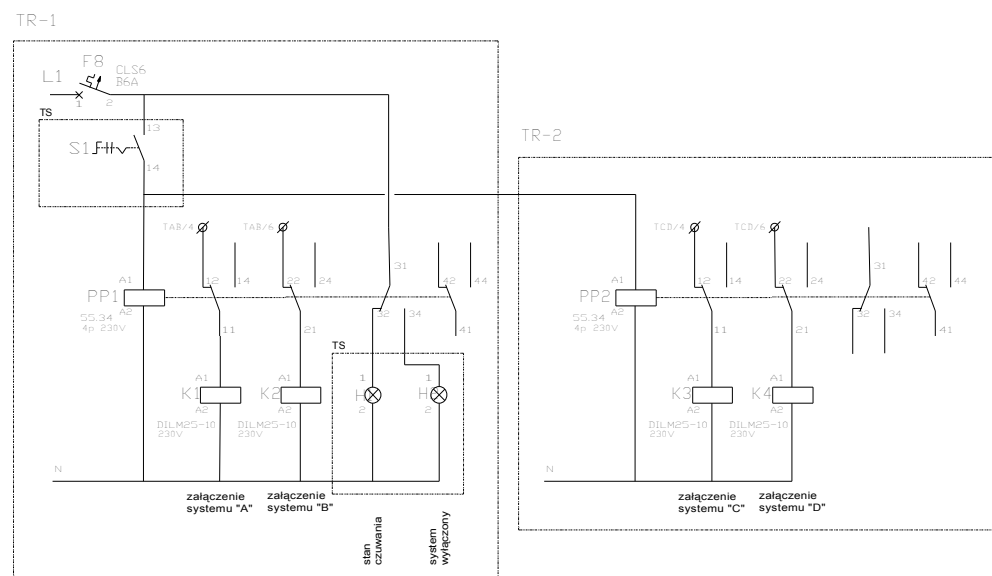 TR-1
F8
CLS6
B6A
L1
1
2
TS
13
S1
14
TR-2
TAB/4
TAB/6
TCD/4
TCD/6
31
31
A1
12
14
22
24
42
44
A1
12
14
22
24
42
44
PP1
PP2
A2
32
34
A2
32
34
55.34
4p 230V
11
21
41
55.34
4p 230V
11
21
41
TS
A1
A1
1
1
A1
A1
K1
K2
H
H
K3
K4
A2
A2
2
2
A2
A2
DILM25-10
230V
DILM25-10
230V
DILM25-10
230V
DILM25-10
230V
N
N
załączenie
systemu "A"
załączenie
systemu "B"
załączenie
systemu "C"
załączenie
systemu "D"
stan
czuwania
system
wyłączony